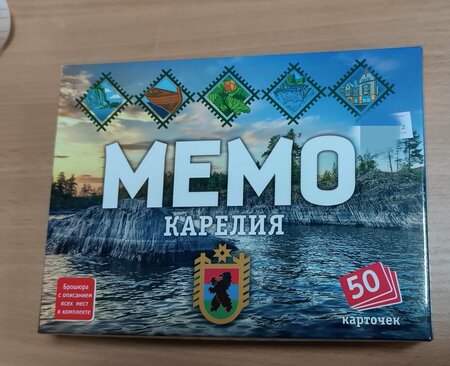 МЕМО
КАРЕЛИЯ
Брошюра
с описанием
всех мест
в комплекте
50
карточек